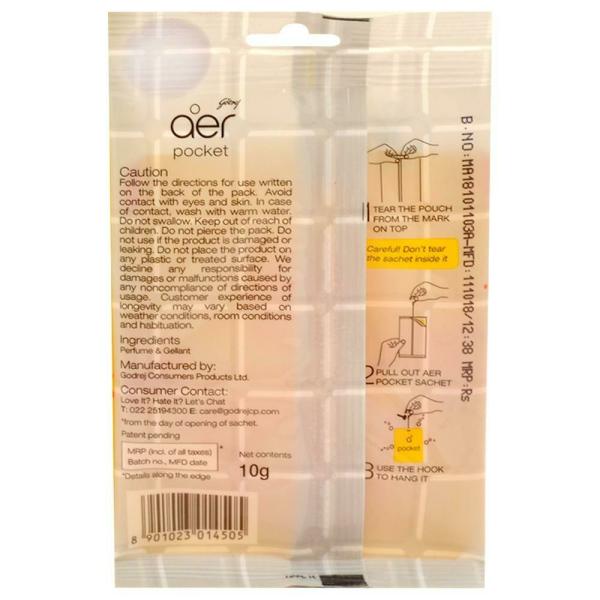 Godrej
aer
pocket
Caution
Follow the directions for use written
on the back of the pack. Avoid
contact with eyes and skin. In case
of contact, wash with warm water.
Do not swallow. Keep out of reach of
children. Do not pierce the pack. Do
not use if the product is damaged or
leaking. Do not place the product on
any plastic or treated surface. We
decline any responsibility for
damages or malfunctions caused by
any noncompliance of directions of
usage. Customer experience of
longevity may vary based on
weather conditions, room conditions
and habituation.
Ingredients
Perfume & Gellant
Manufactured by:
Godrej Consumers Products Ltd.
Consumer Contact:
Love It? Hate It? Let's Chat
T: 022 25194300 E: care@godrejcp.com
*from the day of opening of sachet.
Patent pending
MRP (incl. of all taxes)
Batch no., MFD date
*Details along the edge
Net contents
10g
8 901023 014505
1 TEAR THE POUCH
FROM THE MARK
ON TOP
Careful! Don't tear
the sachet inside it
2 PULL OUT AER
POCKET SACHET
pocket
3 USE THE HOOK
TO HANG IT
B.NO:MA18101103A-MFD:111018/12:38 MRP:Rs